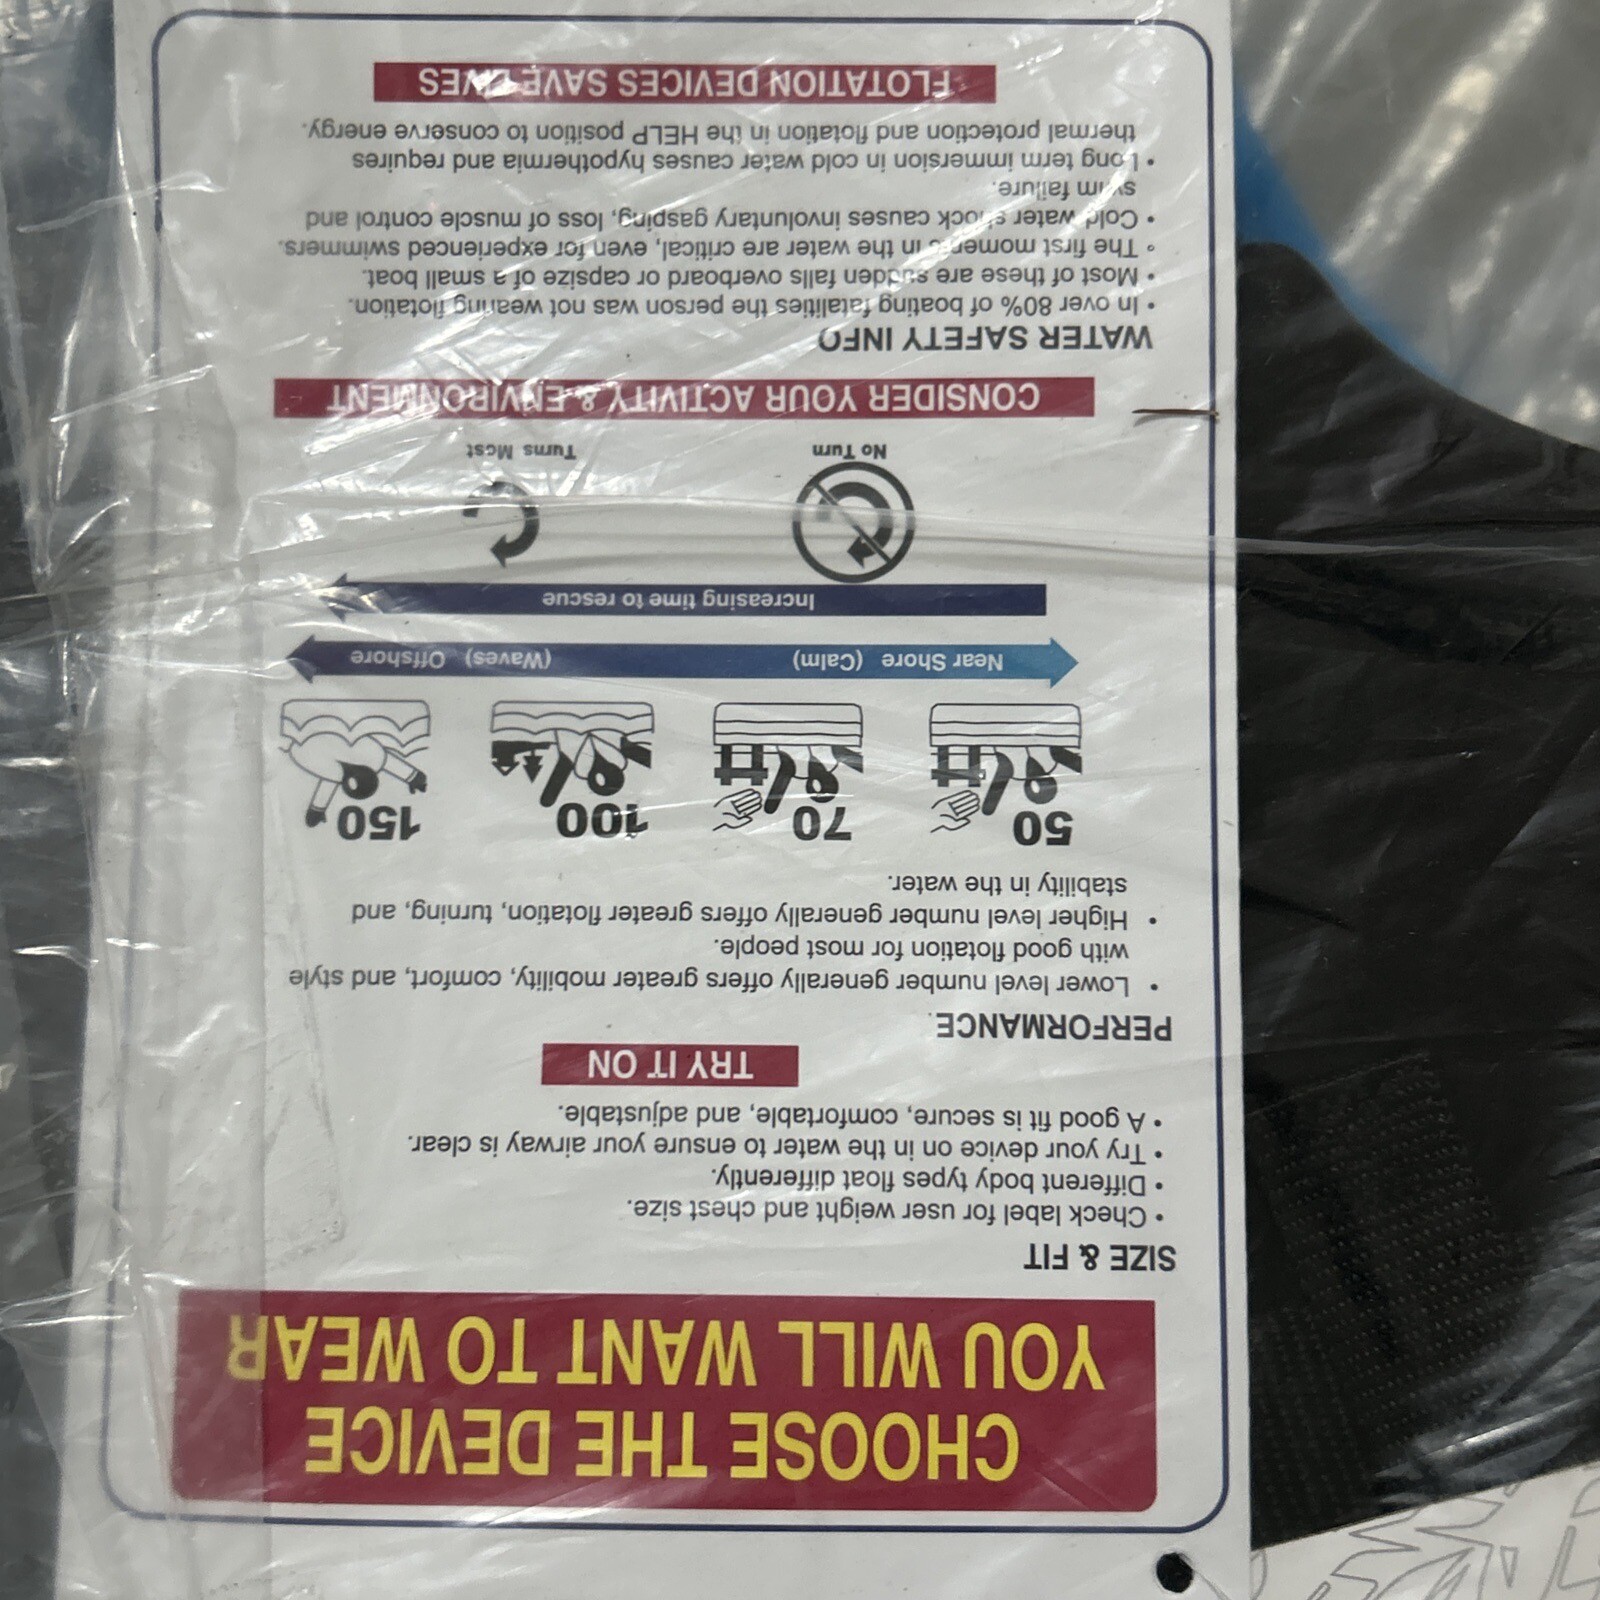 CHOOSE THE DEVICE
YOU WILL WANT TO WEAR
SIZE & FIT
• Check label for user weight and chest size.
• Different body types float differently.
• Try your device on in the water to ensure your airway is clear.
• A good fit is secure, comfortable, and adjustable.
TRY IT ON
PERFORMANCE
• Lower level number generally offers greater mobility, comfort, and style
with good flotation for most people.
• Higher level number generally offers greater flotation, turning, and
stability in the water.
50 70 100 150
Near Shore (Calm) (Waves) Offshore
Increasing time to rescue
No Turn Turns Most
CONSIDER YOUR ACTIVITY & ENVIRONMENT
WATER SAFETY INFO
• In over 80% of boating fatalities the person was not wearing flotation.
• Most of these are sudden falls overboard or capsize of a small boat.
• The first moments in the water are critical, even for experienced swimmers.
• Cold water shock causes involuntary gasping, loss of muscle control and
swim failure.
• Long term immersion in cold water causes hypothermia and requires
thermal protection and flotation in the HELP position to conserve energy.
FLOTATION DEVICES SAVE LIVES